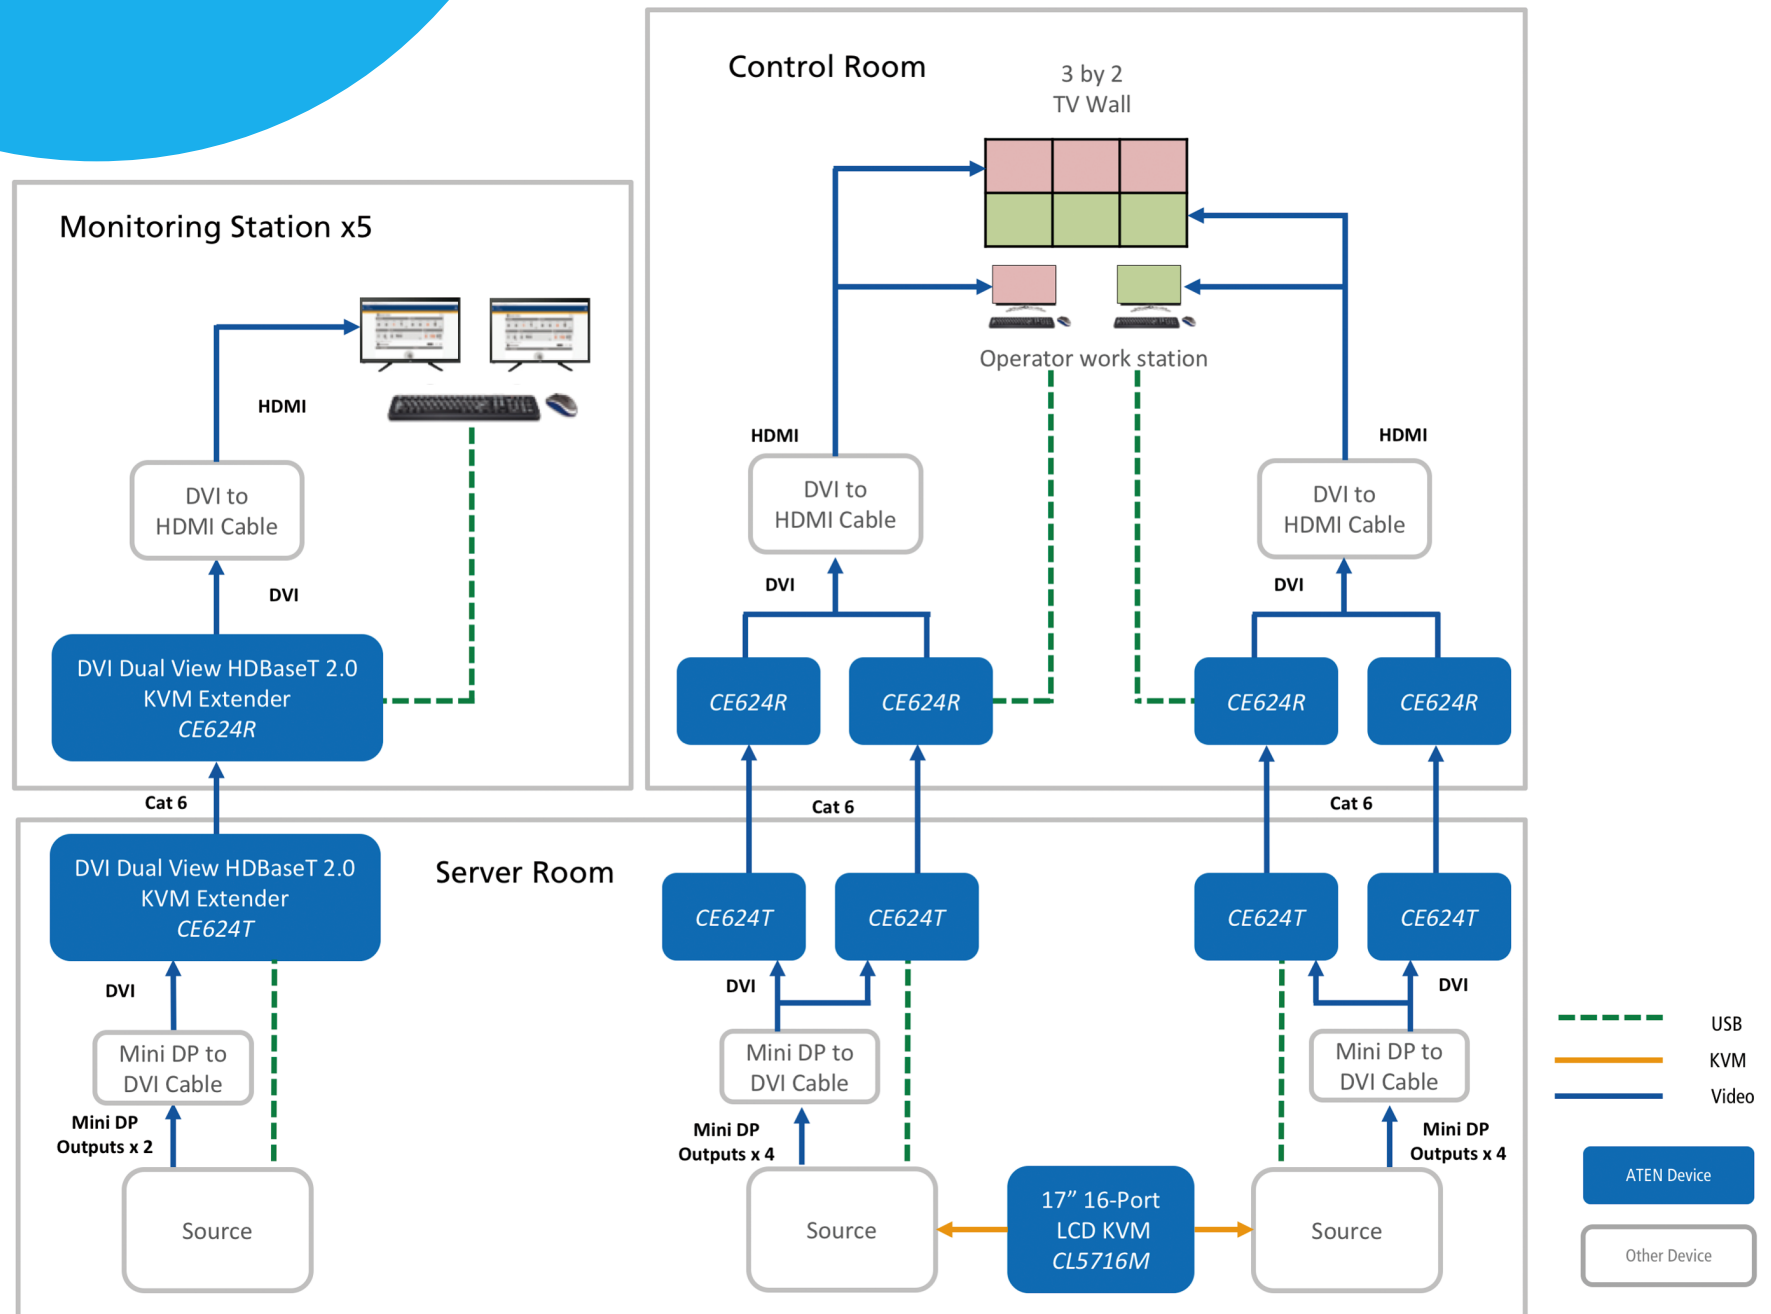 Control Room
3 by 2
TV Wall
Operator work station
HDMI
HDMI
DVI to
HDMI Cable
DVI to
HDMI Cable
DVI
DVI
CE624R
CE624R
CE624R
CE624R
Monitoring Station x5
HDMI
DVI to
HDMI Cable
DVI
DVI Dual View HDBaseT 2.0
KVM Extender
CE624R
Cat 6
Cat 6
Cat 6
Server Room
DVI Dual View HDBaseT 2.0
KVM Extender
CE624T
DVI
Mini DP to
DVI Cable
Mini DP
Outputs x 2
Source
CE624T
CE624T
CE624T
CE624T
DVI
DVI
Mini DP to
DVI Cable
Mini DP to
DVI Cable
Mini DP
Outputs x 4
Mini DP
Outputs x 4
Source
17” 16-Port
LCD KVM
CL5716M
Source
USB
KVM
Video
ATEN Device
Other Device